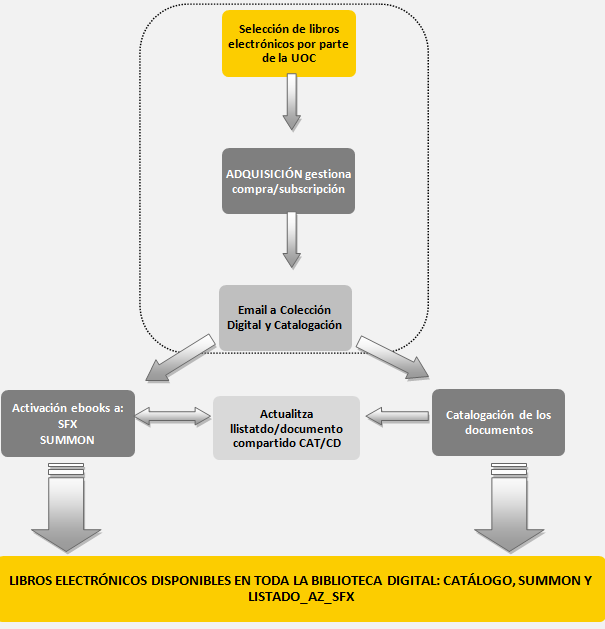 Selección de libros
electrónicos por parte
de la UOC
ADQUISICIÓN gestiona
compra/subscripción
Email a Colección
Digital y Catalogación
Activación ebooks a:
SFX
SUMMON
Actualitza
llistatdo/documento
compartido CAT/CD
Catalogación de los
documentos
LIBROS ELECTRÓNICOS DISPONIBLES EN TODA LA BIBLIOTECA DIGITAL: CATÁLOGO, SUMMON Y
LISTADO_AZ_SFX